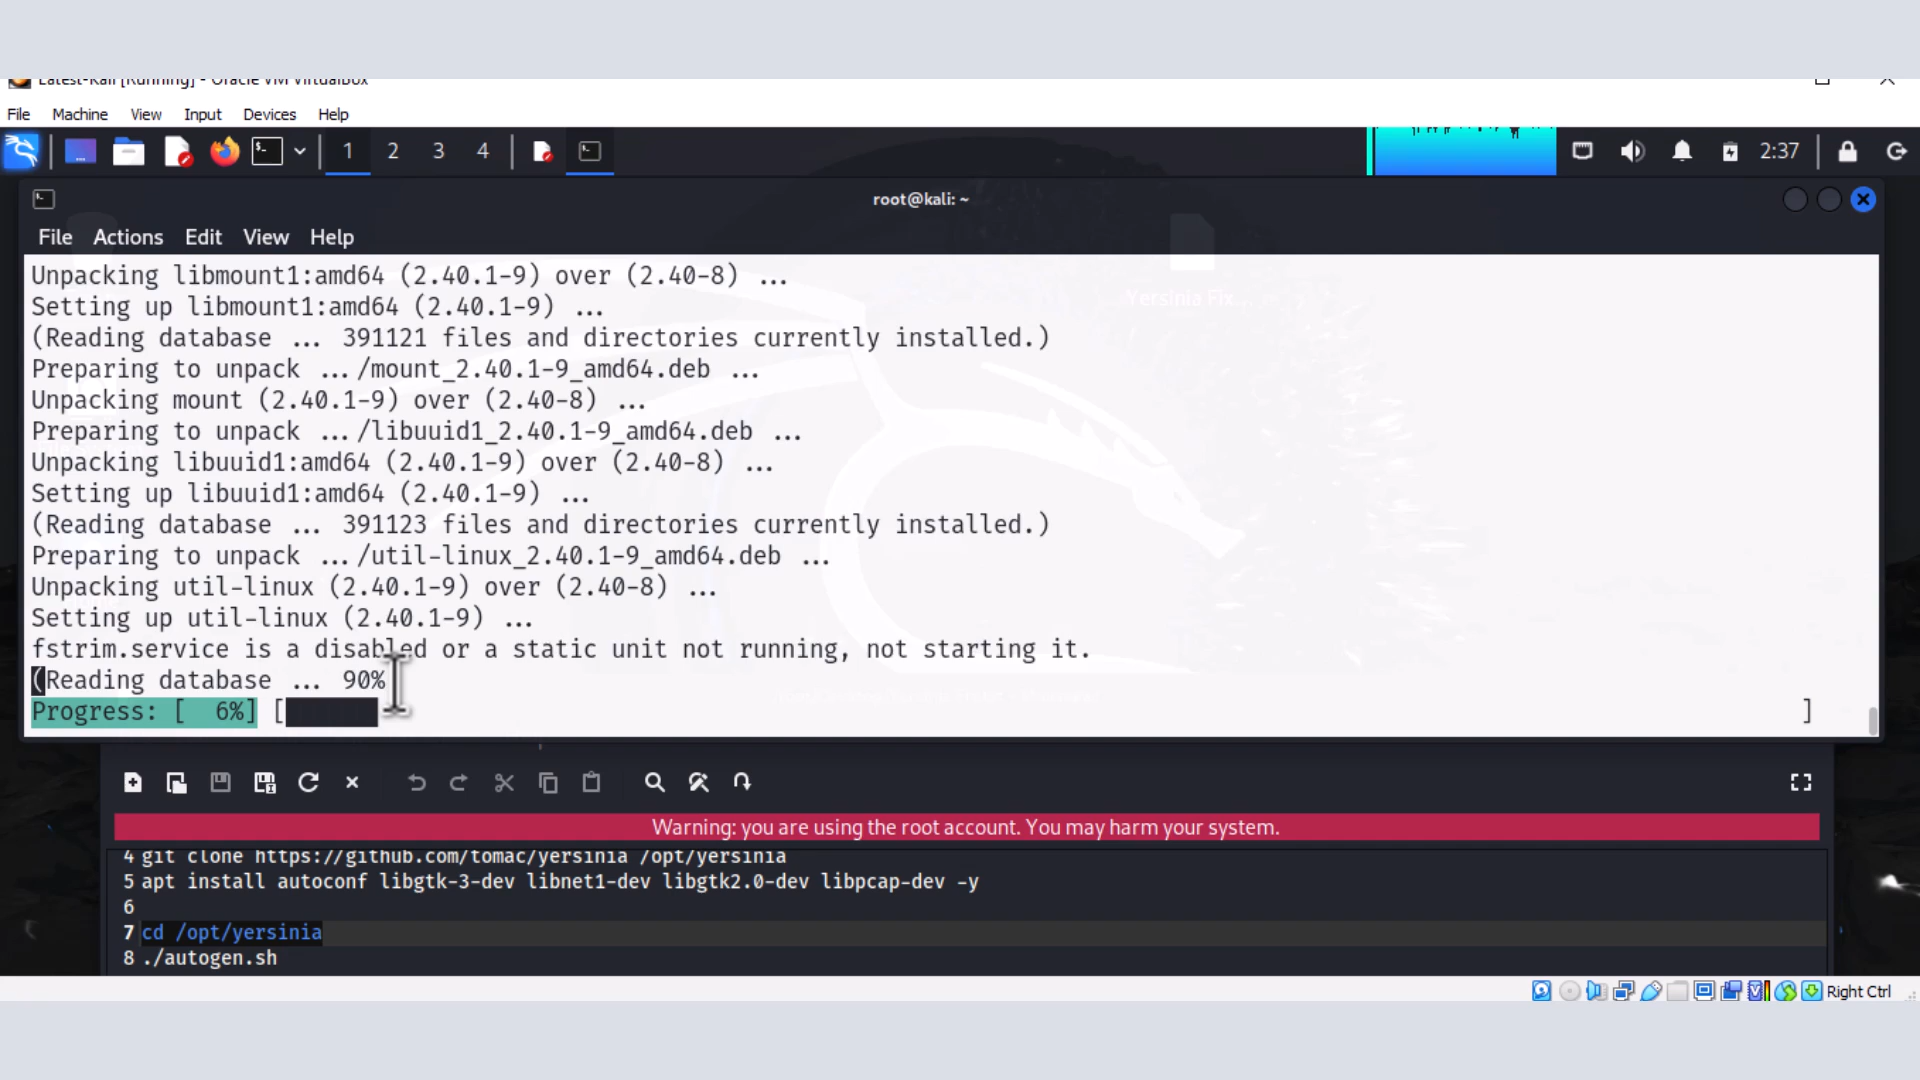 Latest-Kali [Running] - Oracle VM VirtualBox
File Machine View Input Devices Help
1 2 3 4 2:37
root@kali: ~
File Actions Edit View Help
Unpacking libmount1:amd64 (2.40.1-9) over (2.40-8) ...
Setting up libmount1:amd64 (2.40.1-9) ...
(Reading database ... 391121 files and directories currently installed.)
Preparing to unpack .../mount_2.40.1-9_amd64.deb ...
Unpacking mount (2.40.1-9) over (2.40-8) ...
Preparing to unpack .../libuuid1_2.40.1-9_amd64.deb ...
Unpacking libuuid1:amd64 (2.40.1-9) over (2.40-8) ...
Setting up libuuid1:amd64 (2.40.1-9) ...
(Reading database ... 391123 files and directories currently installed.)
Preparing to unpack .../util-linux_2.40.1-9_amd64.deb ...
Unpacking util-linux (2.40.1-9) over (2.40-8) ...
Setting up util-linux (2.40.1-9) ...
fstrim.service is a disabled or a static unit not running, not starting it.
(Reading database ... 90%
Progress: [  6%] [ ]
Warning: you are using the root account. You may harm your system.
4 git clone https://github.com/tomac/yersinia /opt/yersinia
5 apt install autoconf libgtk-3-dev libnet1-dev libgtk2.0-dev libpcap-dev -y
6
7 cd /opt/yersinia
8 ./autogen.sh
Right Ctrl